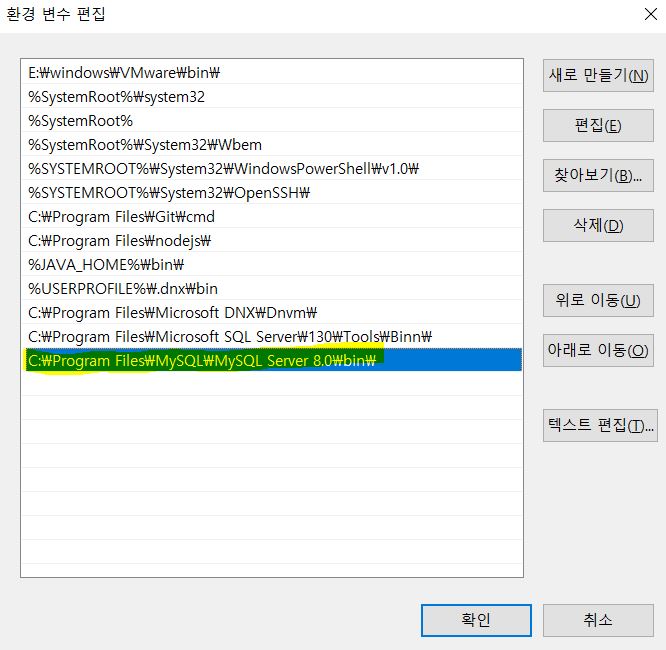 환경 변수 편집
E:₩windows₩VMware₩bin₩
%SystemRoot%₩system32
%SystemRoot%
%SystemRoot%₩System32₩Wbem
%SYSTEMROOT%₩System32₩WindowsPowerShell₩v1.0₩
%SYSTEMROOT%₩System32₩OpenSSH₩
C:₩Program Files₩Git₩cmd
C:₩Program Files₩nodejs₩
%JAVA_HOME%₩bin₩
%USERPROFILE%₩.dnx₩bin
C:₩Program Files₩Microsoft DNX₩Dnvm₩
C:₩Program Files₩Microsoft SQL Server₩130₩Tools₩Binn₩
C:₩Program Files₩MySQL₩MySQL Server 8.0₩bin₩
새로 만들기(N)
편집(E)
찾아보기(B)...
삭제(D)
위로 이동(U)
아래로 이동(O)
텍스트 편집(T)...
확인
취소